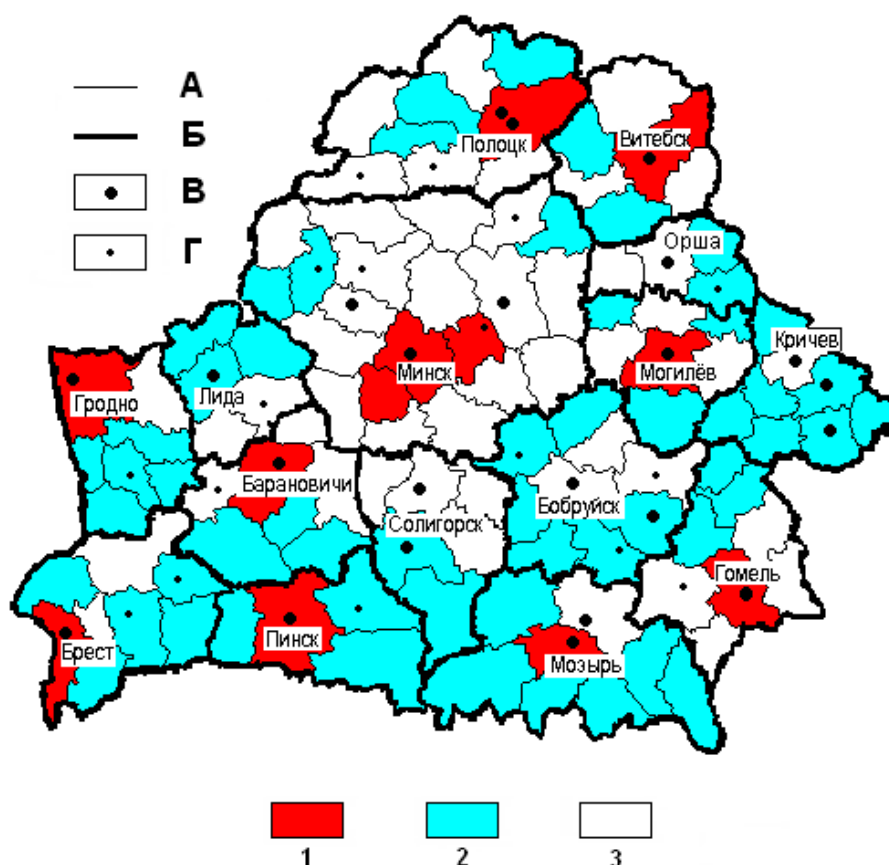 А
Б
В
Г
Полоцк
Витебск
Орша
Кричев
Минск
Могилёв
Гродно
Лида
Барановичи
Солигорск
Бобруйск
Гомель
Брест
Пинск
Мозырь
1
2
3